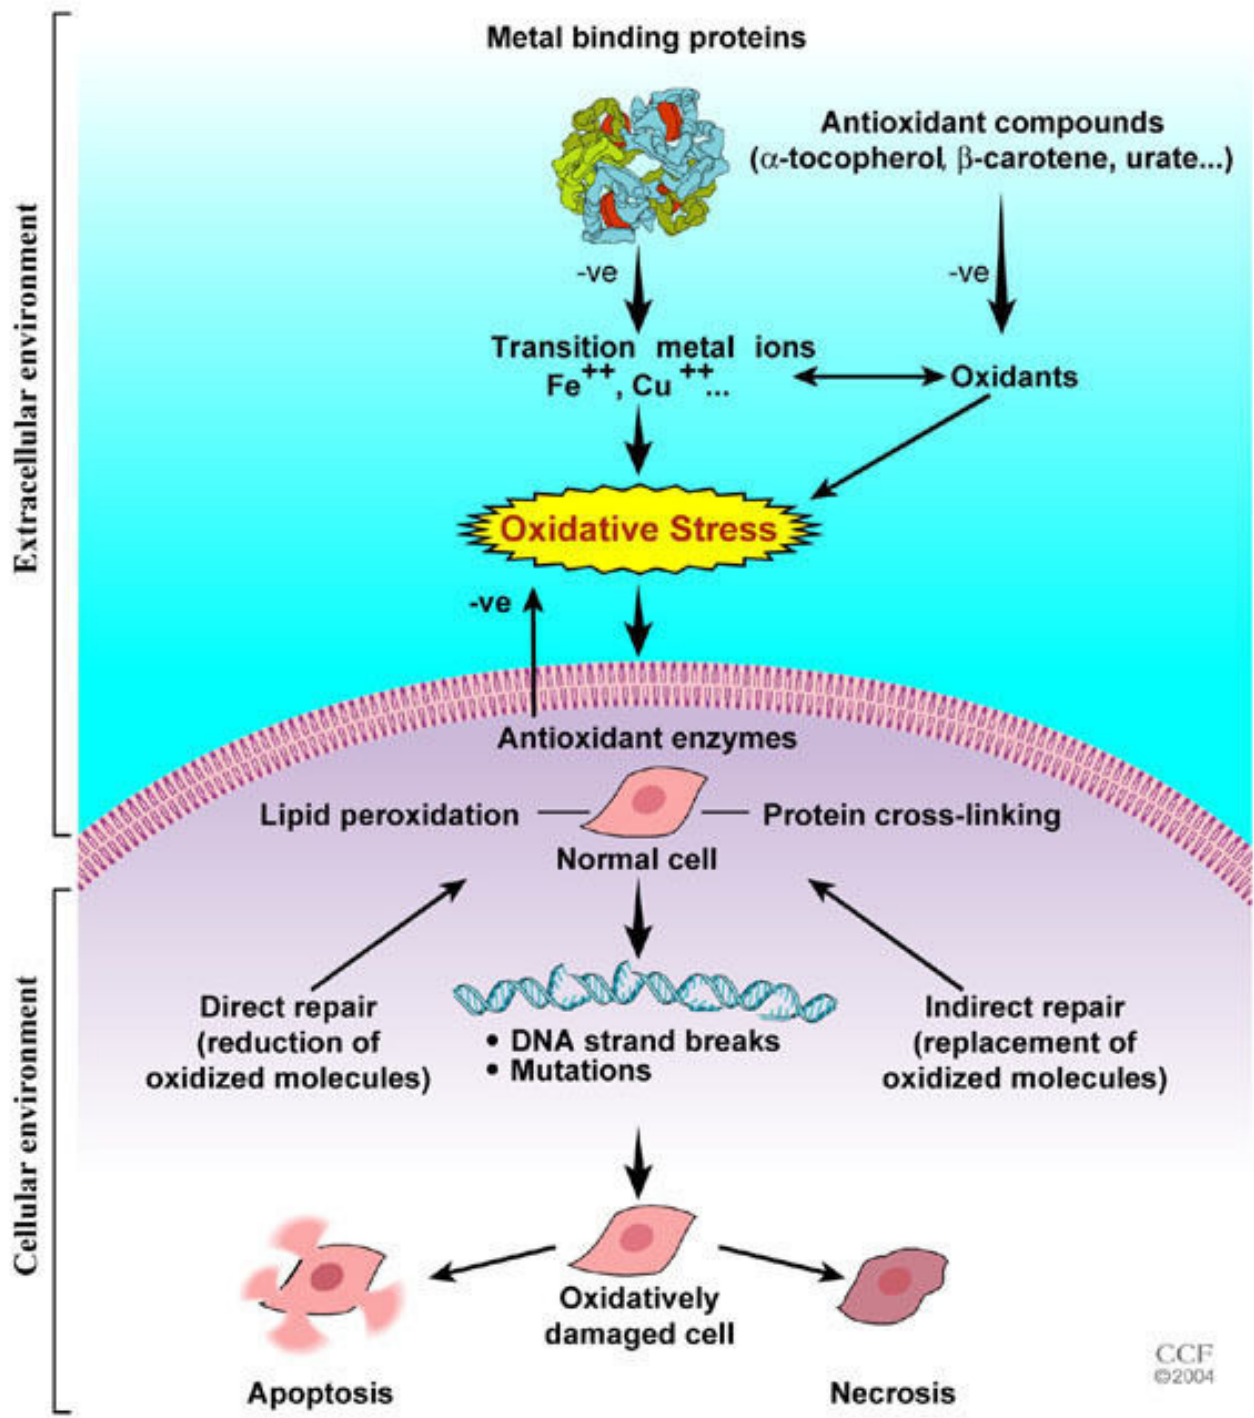 Metal binding proteins
Antioxidant compounds
(α-tocopherol, β-carotene, urate...)
-ve
-ve
Transition metal ions
Fe++, Cu ++...
Oxidants
Oxidative Stress
-ve
Extracellular environment
Antioxidant enzymes
Lipid peroxidation
Protein cross-linking
Normal cell
Direct repair
(reduction of
oxidized molecules)
• DNA strand breaks
• Mutations
Indirect repair
(replacement of
oxidized molecules)
Cellular environment
Oxidatively
damaged cell
Apoptosis
Necrosis
CCF
©2004